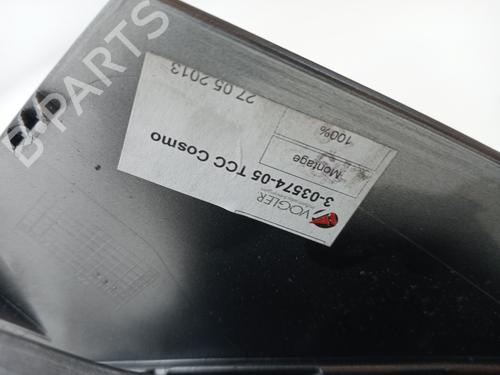 VOGLER
3-03574-05 TCC Cosmo
Montage
100%
27.05.2013
B-PARTS